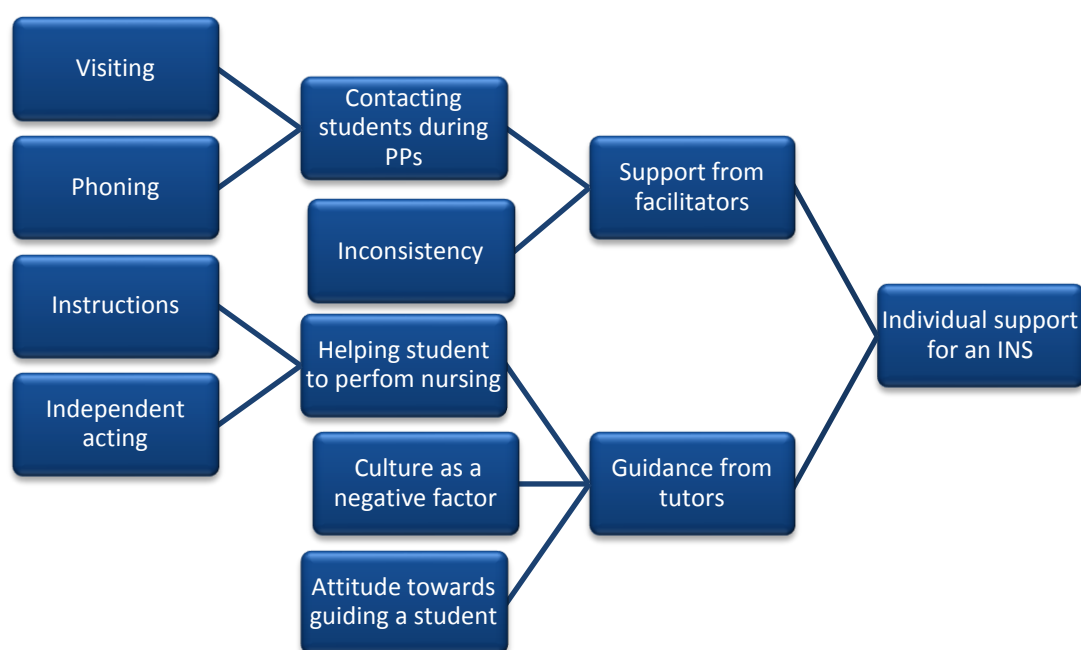 Visiting
Phoning
Instructions
Independent
acting
Contacting
students during
PPs
Inconsistency
Helping student
to perfom nursing
Culture as a
negative factor
Attitude towards
guiding a student
Support from
facilitators
Guidance from
tutors
Individual support
for an INS